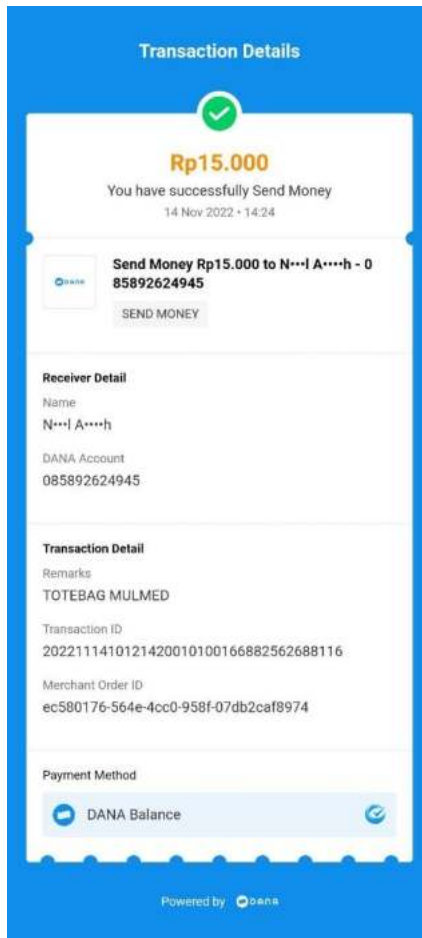 Transaction Details
Rp15.000
You have successfully Send Money
14 Nov 2022 • 14:24
DANA
Send Money Rp15.000 to N•••l A••••h - 0
85892624945
SEND MONEY
Receiver Detail
Name
N•••l A••••h
DANA Account
085892624945
Transaction Detail
Remarks
TOTEBAG MULMED
Transaction ID
2022111410121420010100166882562688116
Merchant Order ID
ec580176-564e-4cc0-958f-07db2caf8974
Payment Method
DANA Balance
Powered by DANA